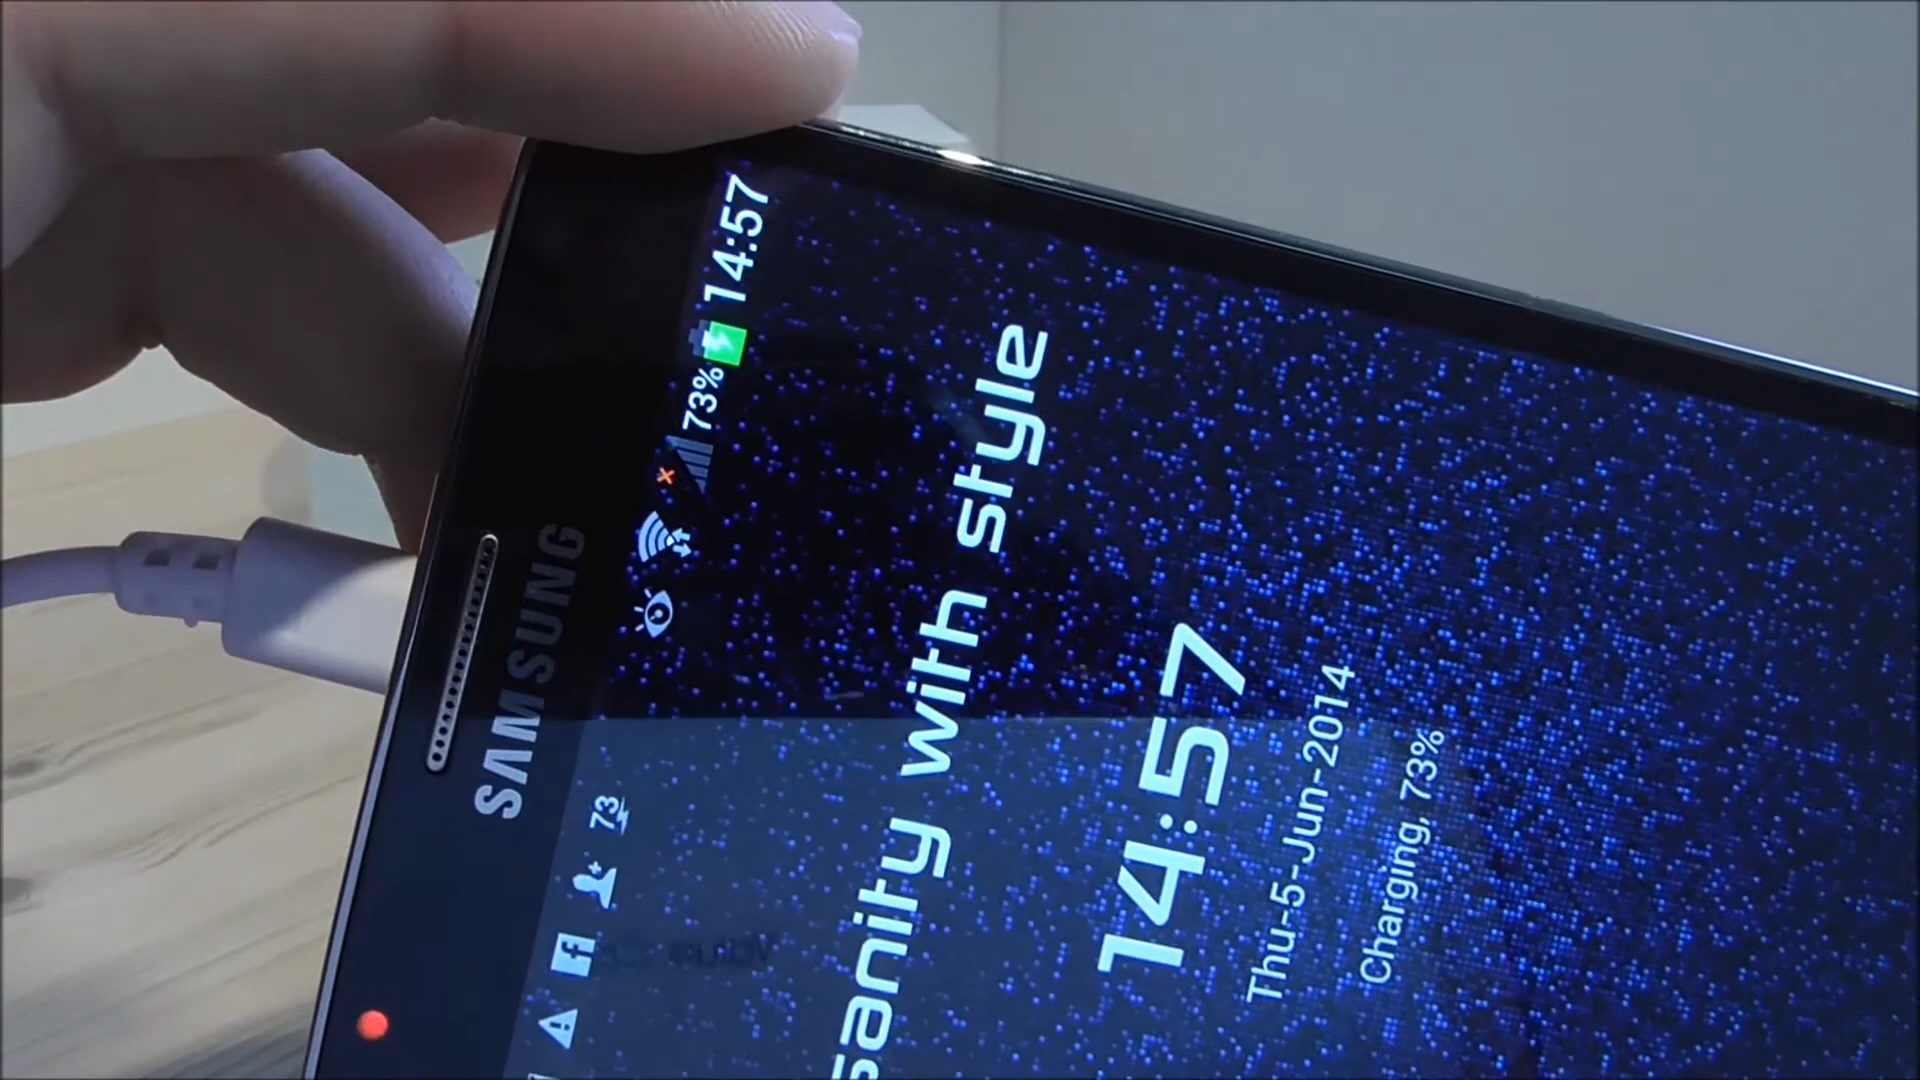 SAMSUNG
73
73% 14:57
sanity with style
14:57
Thu-5-Jun-2014
Charging, 73%